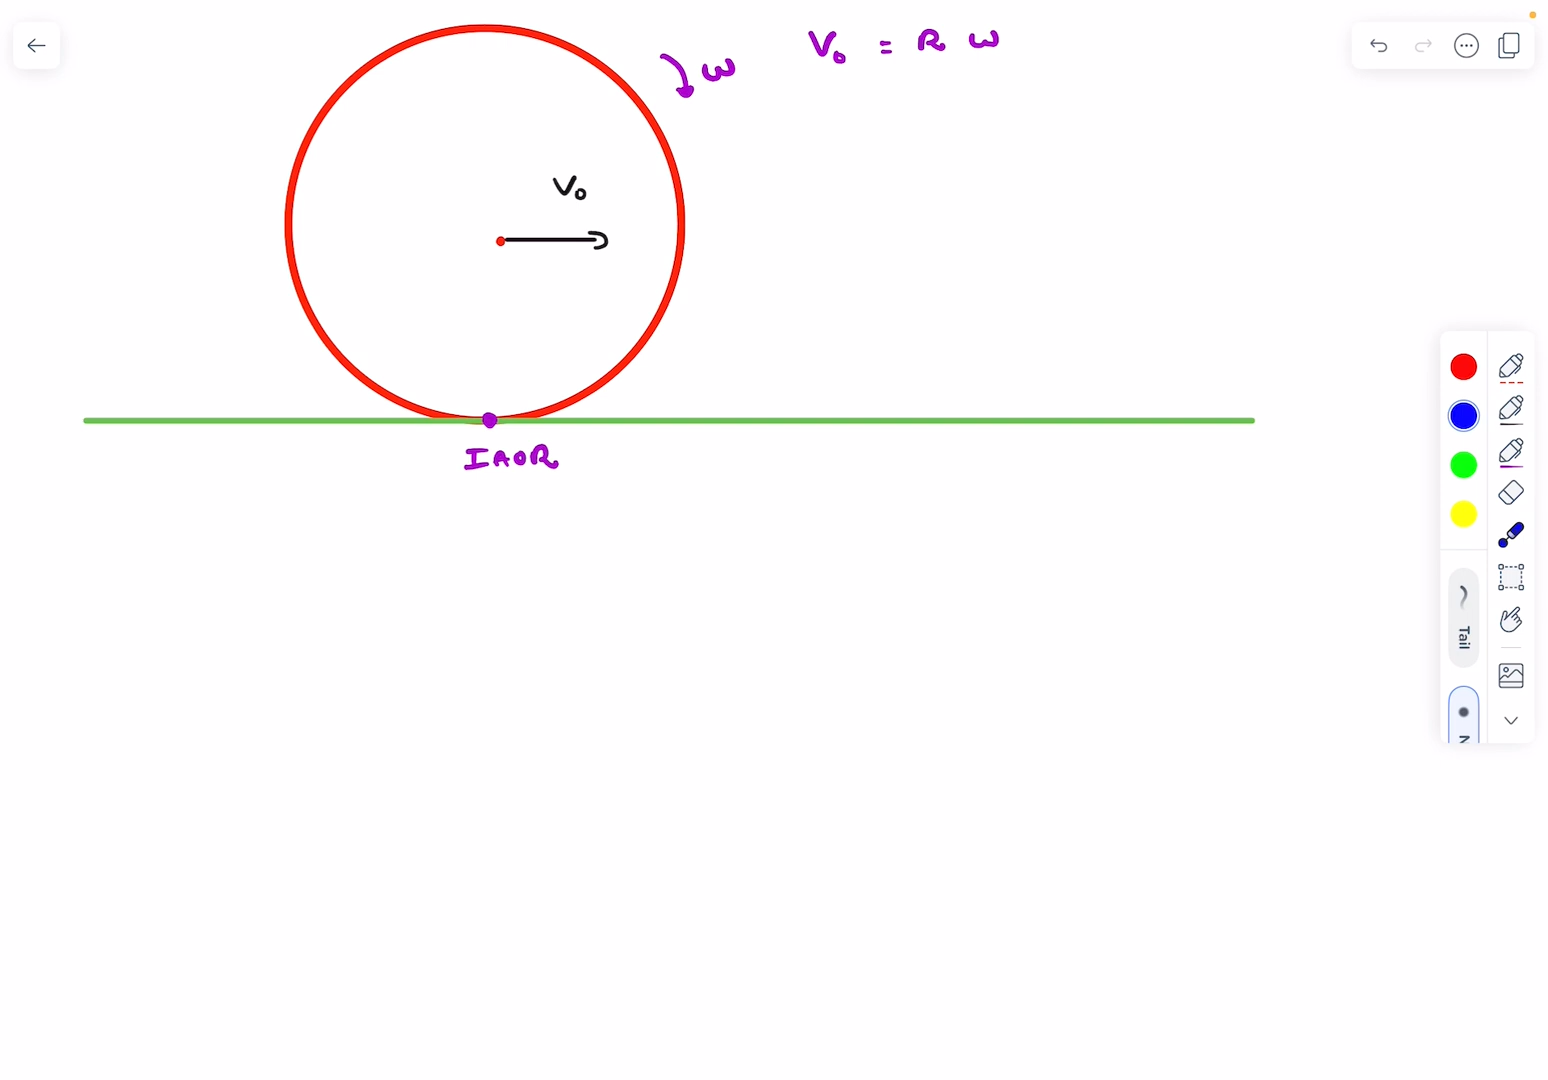 V₀ = R ω
ω
V₀
IAOR
Tail
N